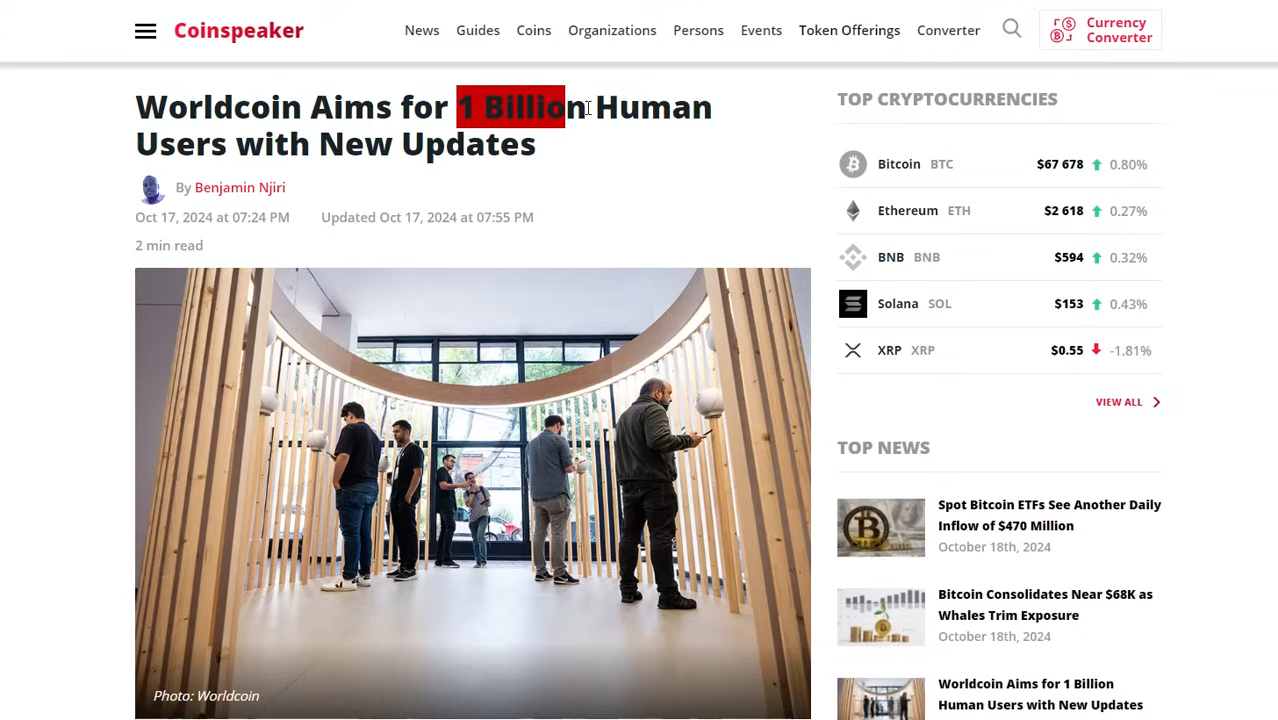 Coinspeaker
News Guides Coins Organizations Persons Events Token Offerings Converter
Currency
Converter
Worldcoin Aims for 1 Billion Human
Users with New Updates
By Benjamin Njiri
Oct 17, 2024 at 07:24 PM Updated Oct 17, 2024 at 07:55 PM
2 min read
Photo: Worldcoin
TOP CRYPTOCURRENCIES
Bitcoin BTC $67 678 0.80%
Ethereum ETH $2 618 0.27%
BNB BNB $594 0.32%
Solana SOL $153 0.43%
XRP XRP $0.55 -1.81%
VIEW ALL
TOP NEWS
Spot Bitcoin ETFs See Another Daily
Inflow of $470 Million
October 18th, 2024
Bitcoin Consolidates Near $68K as
Whales Trim Exposure
October 18th, 2024
Worldcoin Aims for 1 Billion
Human Users with New Updates